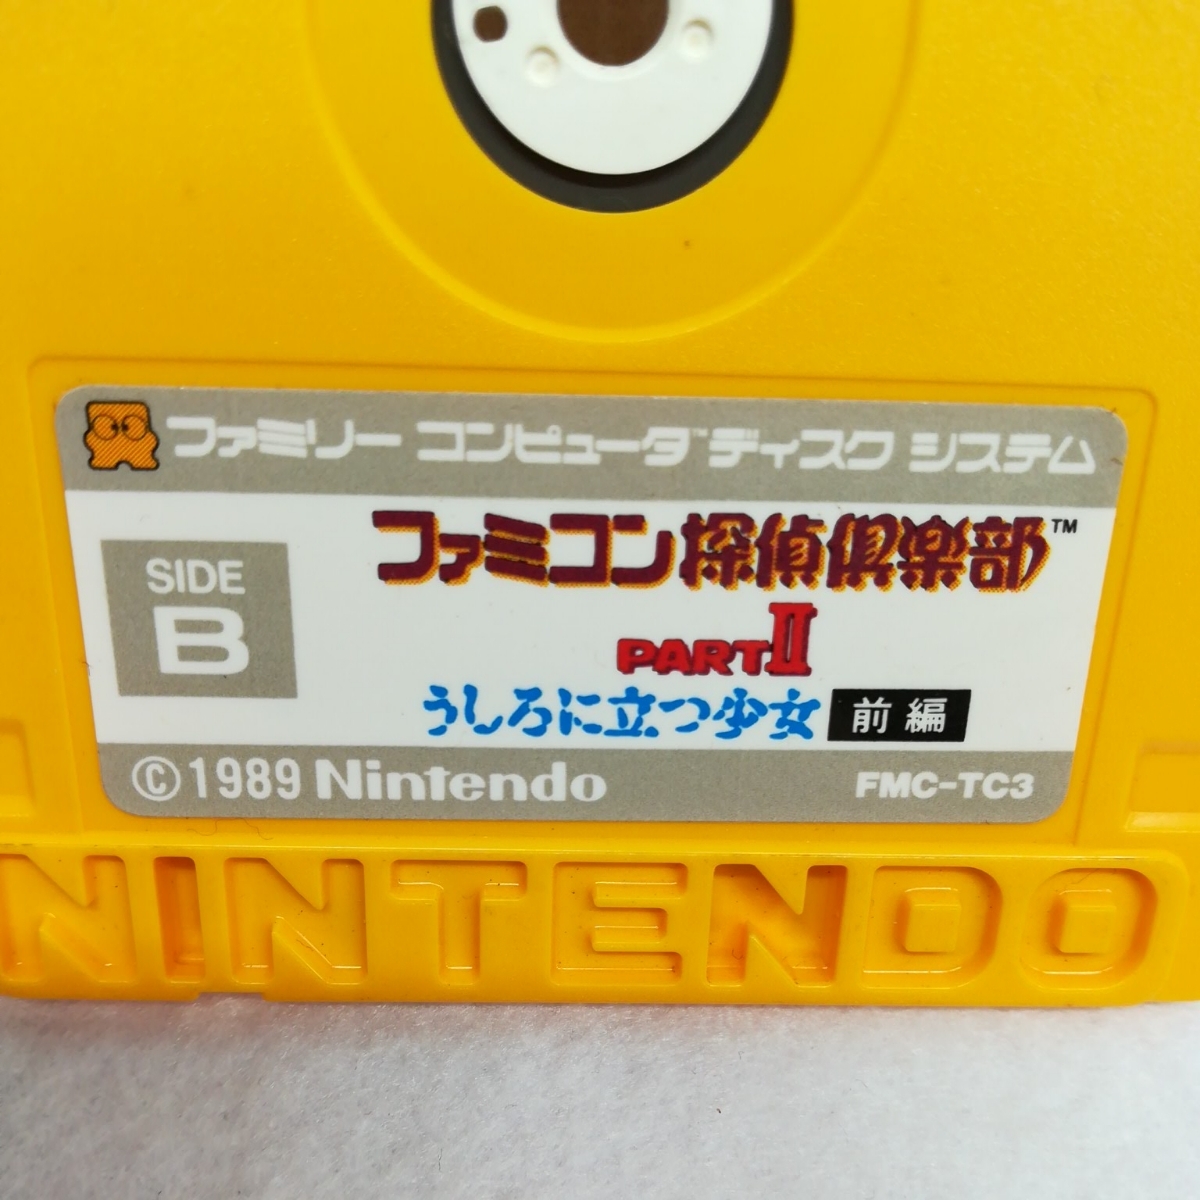 ファミリー コンピュータ™ ディスク システム
SIDE
B
ファミコン探偵倶楽部™
PART II
うしろに立つ少女 前編
©1989 Nintendo FMC-TC3
NINTENDO